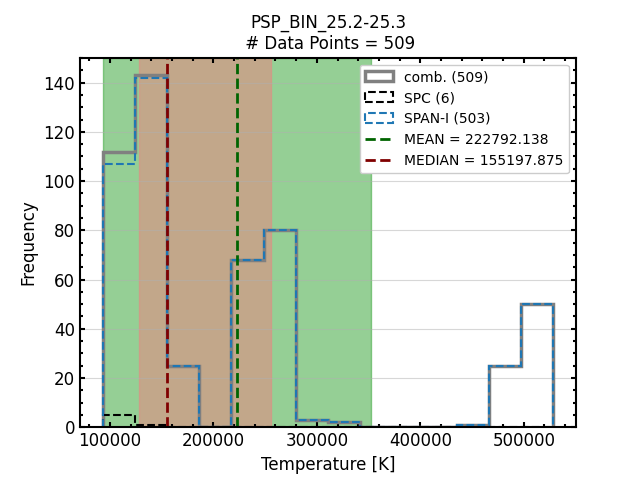 PSP_BIN_25.2-25.3
# Data Points = 509
comb. (509)
SPC (6)
SPAN-I (503)
MEAN = 222792.138
MEDIAN = 155197.875
Frequency
140
120
100
80
60
40
20
0
100000 200000 300000 400000 500000
Temperature [K]